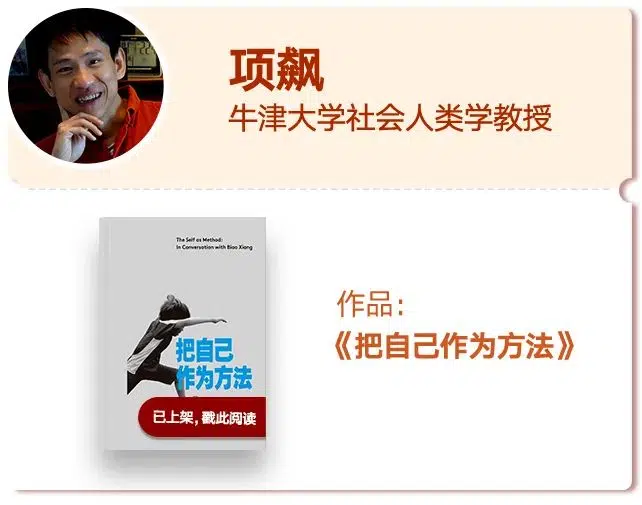 项飙
牛津大学社会人类学教授
The Self as Method:
In Conversation with Biao Xiang
作品：
《把自己作为方法》
把自己
作为方法
已上架，戳此阅读